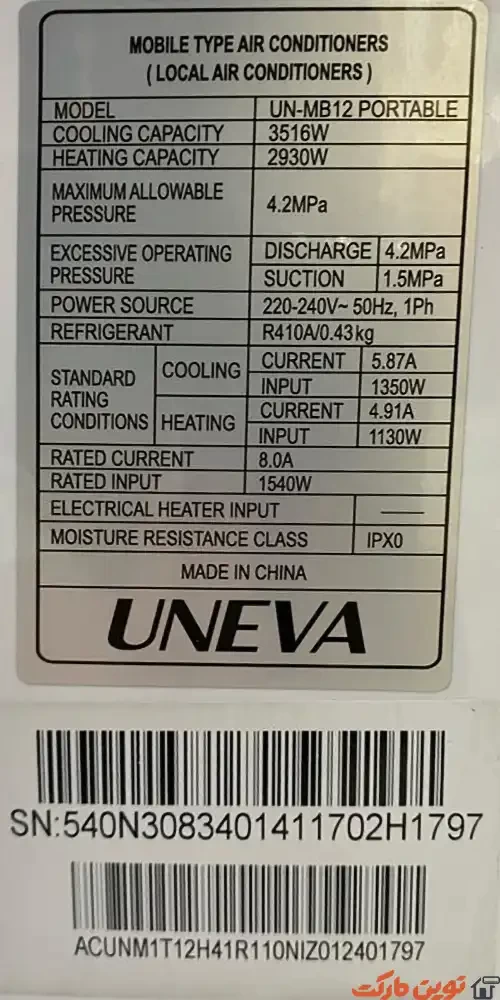 MOBILE TYPE AIR CONDITIONERS
( LOCAL AIR CONDITIONERS )
MODEL UN-MB12 PORTABLE
COOLING CAPACITY 3516W
HEATING CAPACITY 2930W
MAXIMUM ALLOWABLE
PRESSURE 4.2MPa
EXCESSIVE OPERATING
PRESSURE
DISCHARGE 4.2MPa
SUCTION 1.5MPa
POWER SOURCE 220-240V~ 50Hz, 1Ph
REFRIGERANT R410A/0.43kg
STANDARD
RATING
CONDITIONS
COOLING
CURRENT 5.87A
INPUT 1350W
HEATING
CURRENT 4.91A
INPUT 1130W
RATED CURRENT 8.0A
RATED INPUT 1540W
ELECTRICAL HEATER INPUT ——
MOISTURE RESISTANCE CLASS IPX0
MADE IN CHINA
UNEVA
SN:540N3083401411702H1797
ACUNM1T12H41R110NIZ012401797
نوین مارکت